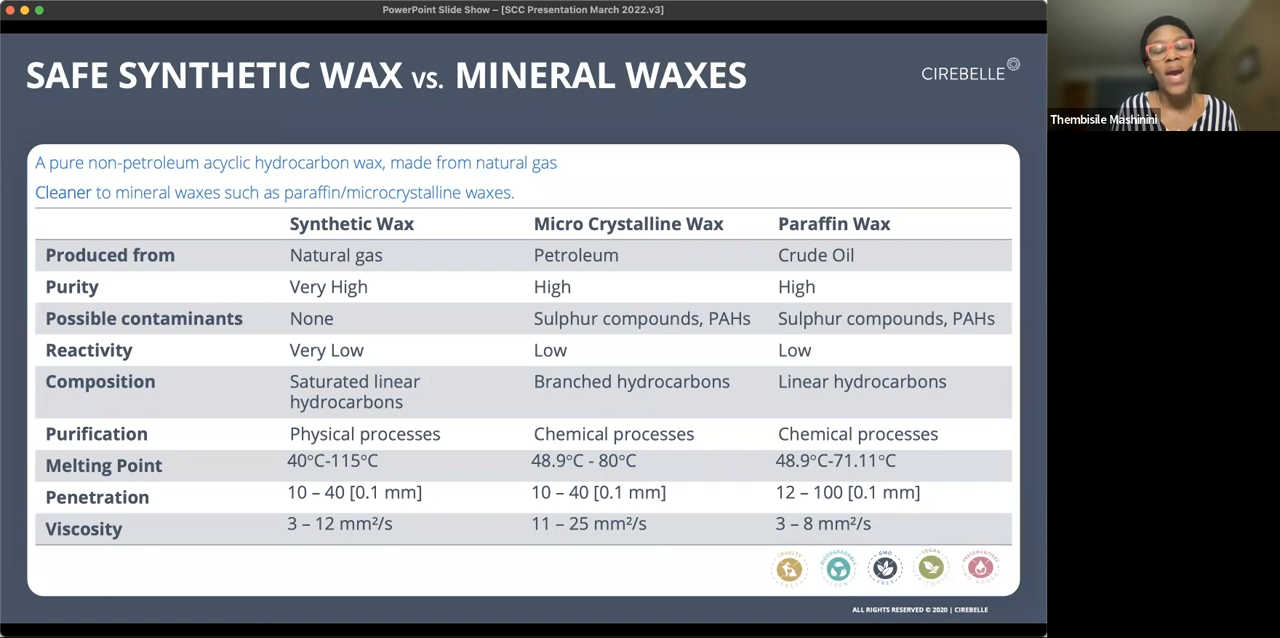 PowerPoint Slide Show – [SCC Presentation March 2022.v3]
SAFE SYNTHETIC WAX vs. MINERAL WAXES
CIREBELLE
Thembisile Mashinini
A pure non-petroleum acyclic hydrocarbon wax, made from natural gas
Cleaner to mineral waxes such as paraffin/microcrystalline waxes.
Synthetic Wax Micro Crystalline Wax Paraffin Wax
Produced from Natural gas Petroleum Crude Oil
Purity Very High High High
Possible contaminants None Sulphur compounds, PAHs Sulphur compounds, PAHs
Reactivity Very Low Low Low
Composition Saturated linear Branched hydrocarbons Linear hydrocarbons
hydrocarbons
Purification Physical processes Chemical processes Chemical processes
Melting Point 40°C-115°C 48.9°C - 80°C 48.9°C-71.11°C
Penetration 10 – 40 [0.1 mm] 10 – 40 [0.1 mm] 12 – 100 [0.1 mm]
Viscosity 3 – 12 mm²/s 11 – 25 mm²/s 3 – 8 mm²/s
CRUELTY BIODEGRADABLE GMO VEGAN
FREE FREE
ALL RIGHTS RESERVED © 2020 | CIREBELLE